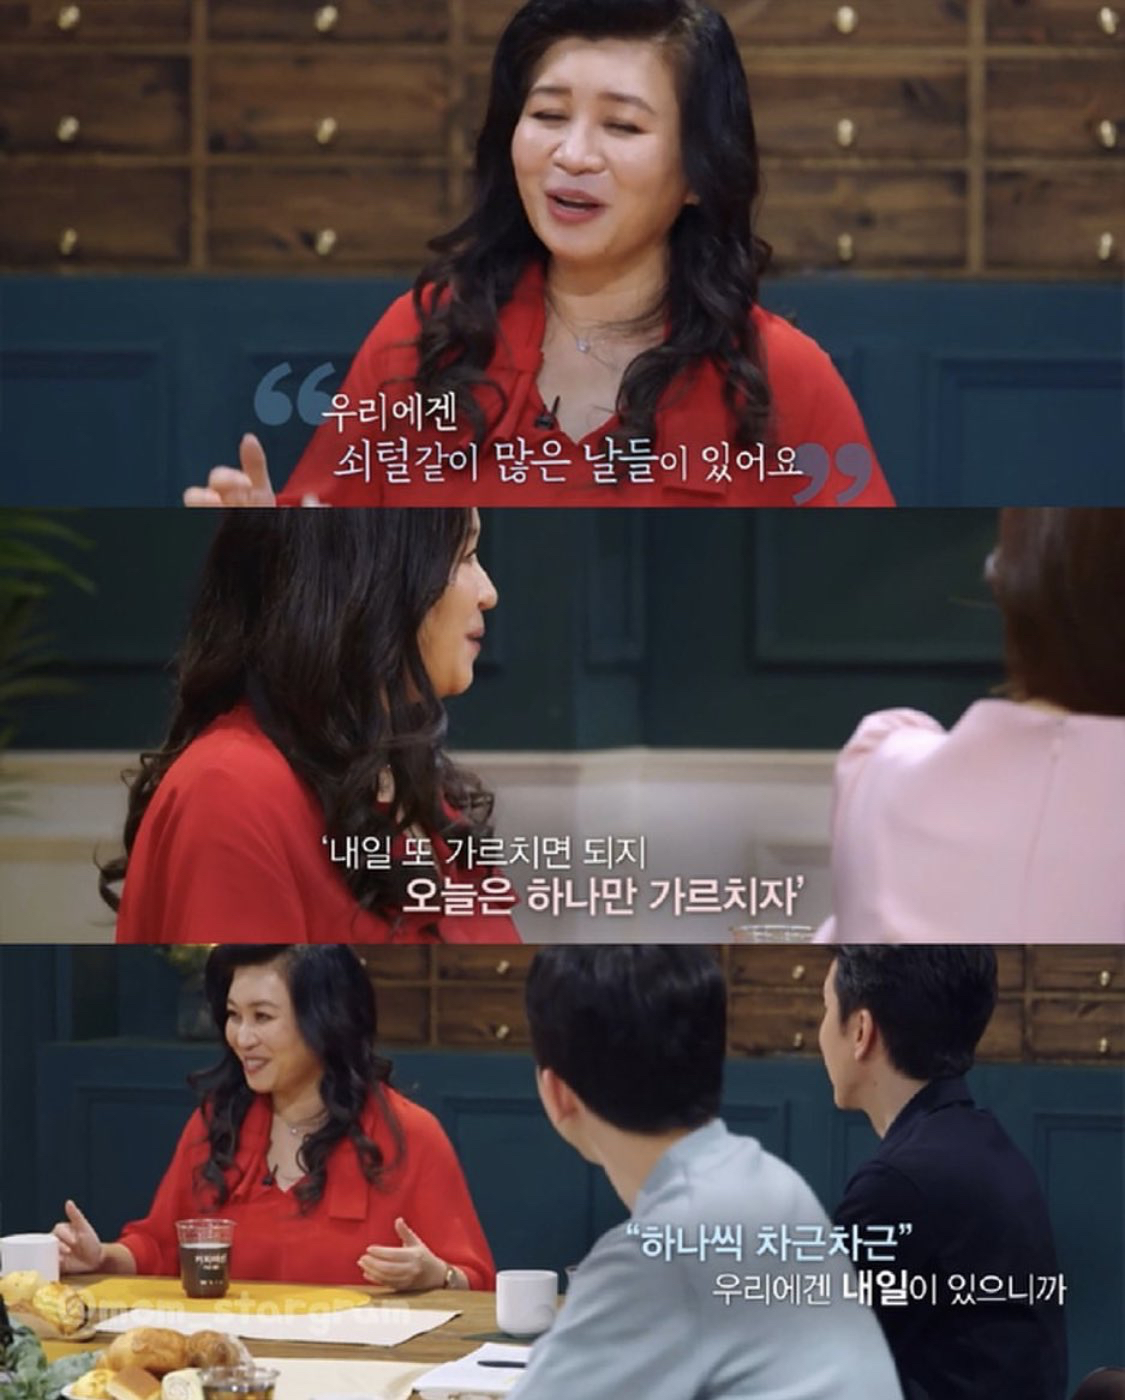 “우리에겐
쇠털같이 많은 날들이 있어요”
‘내일 또 가르치면 되지
오늘은 하나만 가르치자’
“하나씩 차근차근”
우리에겐 내일이 있으니까
@mom_stargram